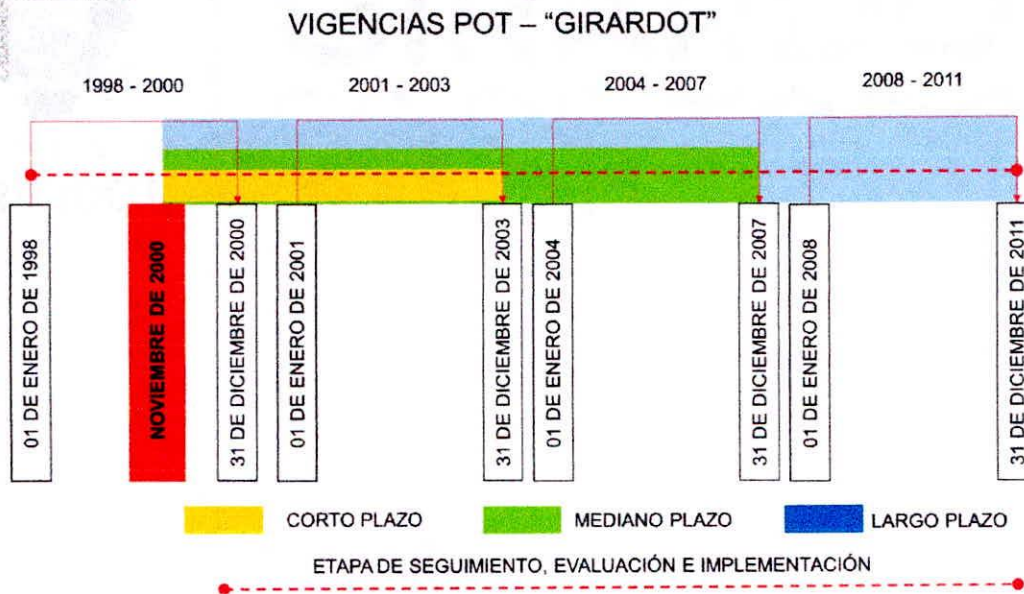 VIGENCIAS POT – “GIRARDOT”
1998 - 2000
2001 - 2003
2004 - 2007
2008 - 2011
01 DE ENERO DE 1998
NOVIEMBRE DE 2000
31 DE DICIEMBRE DE 2000
01 DE ENERO DE 2001
31 DE DICIEMBRE DE 2003
01 DE ENERO DE 2004
31 DE DICIEMBRE DE 2007
01 DE ENERO DE 2008
31 DE DICIEMBRE DE 2011
CORTO PLAZO
MEDIANO PLAZO
LARGO PLAZO
ETAPA DE SEGUIMIENTO, EVALUACIÓN E IMPLEMENTACIÓN